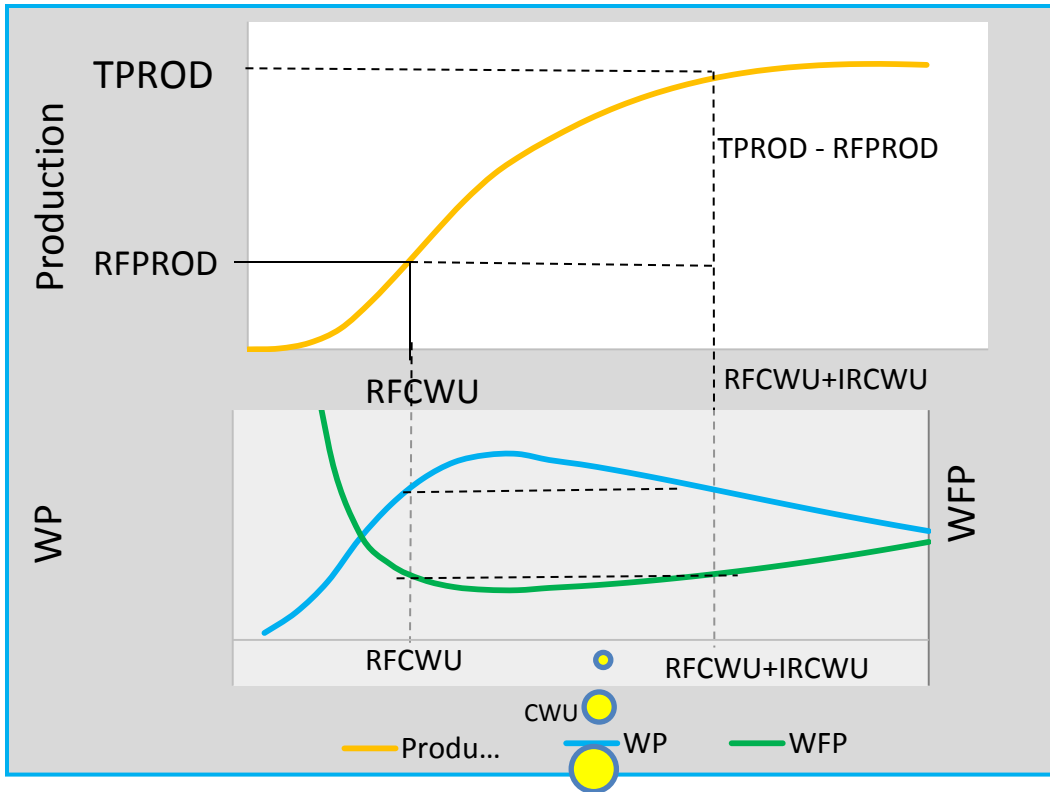 TPROD
Production
TPROD - RFPROD
RFPROD
RFCWU
RFCWU+IRCWU
WP
WFP
RFCWU
RFCWU+IRCWU
CWU
Produ...
WP
WFP